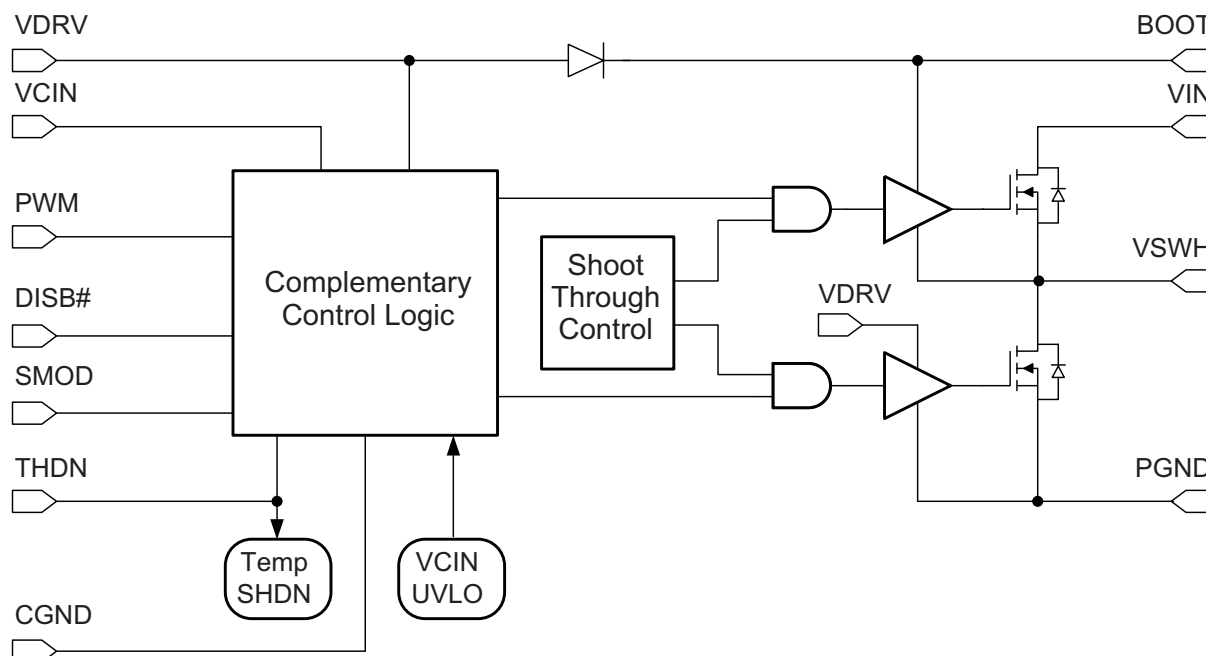 VDRV
BOOT
VCIN
VIN
PWM
Complementary
Control Logic
Shoot
Through
Control
VSWH
DISB#
VDRV
SMOD
THDN
PGND
Temp
SHDN
VCIN
UVLO
CGND